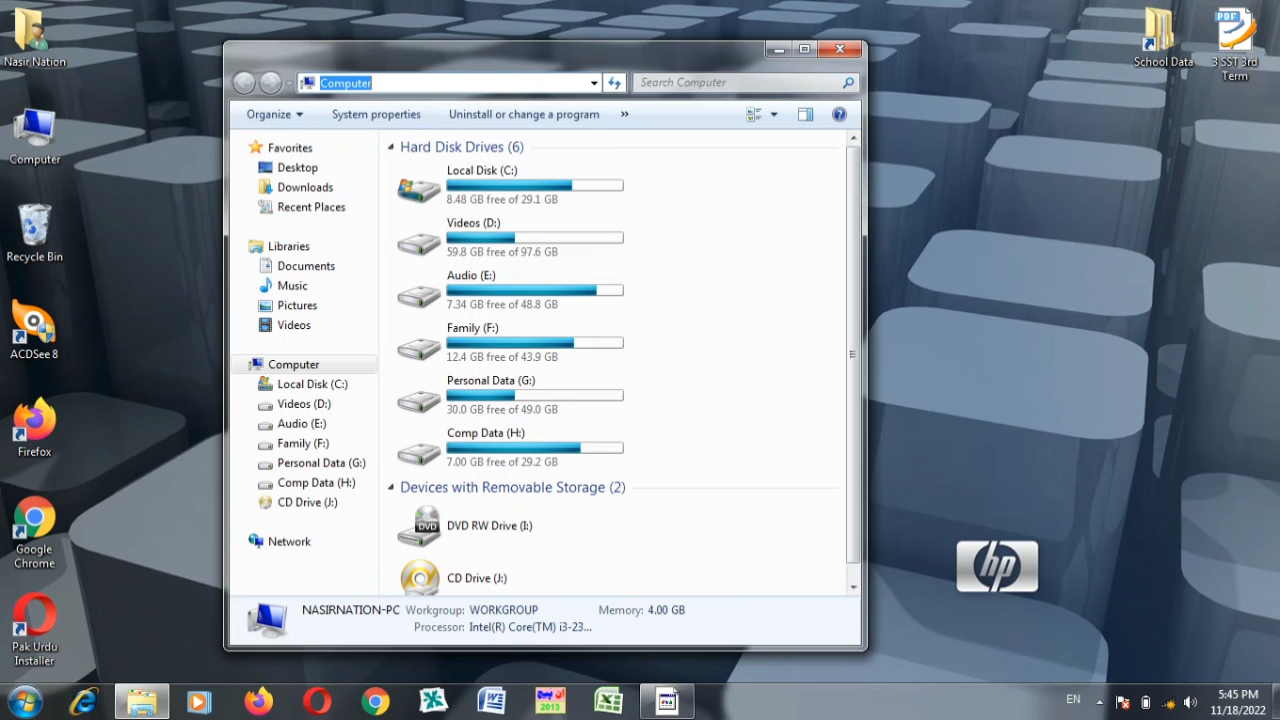 Nasir Nation
Computer
Recycle Bin
ACDSee 8
Firefox
Google
Chrome
Pak Urdu
Installer
School Data
PDF
3 SST 3rd
Term
Computer
Search Computer
Organize
System properties
Uninstall or change a program
»
Favorites
Desktop
Downloads
Recent Places
Libraries
Documents
Music
Pictures
Videos
Computer
Local Disk (C:)
Videos (D:)
Audio (E:)
Family (F:)
Personal Data (G:)
Comp Data (H:)
CD Drive (J:)
Network
Hard Disk Drives (6)
Local Disk (C:)
8.48 GB free of 29.1 GB
Videos (D:)
59.8 GB free of 97.6 GB
Audio (E:)
7.34 GB free of 48.8 GB
Family (F:)
12.4 GB free of 43.9 GB
Personal Data (G:)
30.0 GB free of 49.0 GB
Comp Data (H:)
7.00 GB free of 29.2 GB
Devices with Removable Storage (2)
DVD
DVD RW Drive (I:)
CD Drive (J:)
NASIRNATION-PC Workgroup: WORKGROUP Memory: 4.00 GB
Processor: Intel(R) Core(TM) i3-23...
hp
2013
EN
5:45 PM
11/18/2022